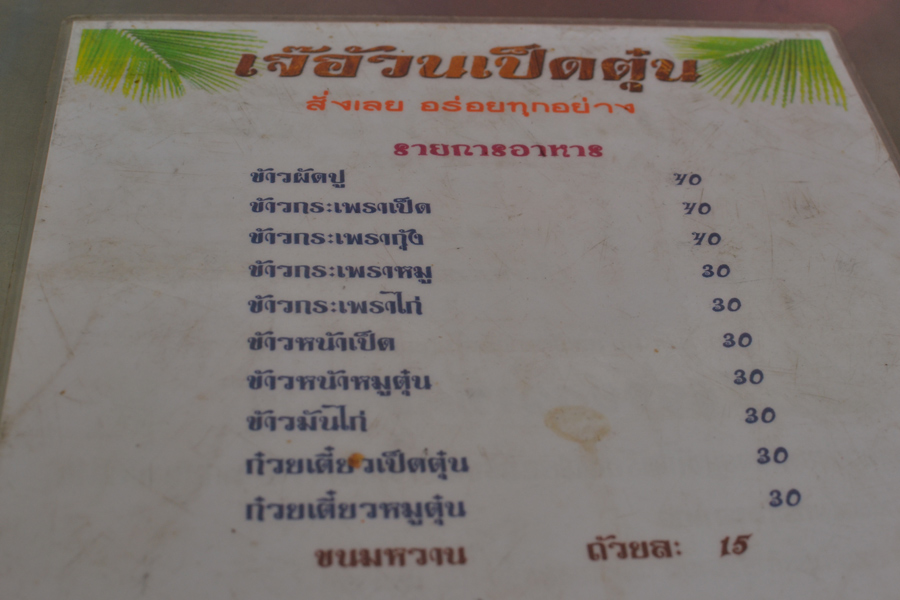 เจ๊อ้วนเป็ดตุ๋น
สั่งเลย อร่อยทุกอย่าง
รายการอาหาร
ข้าวผัดปู 40
ข้าวกระเพราเป็ด 40
ข้าวกระเพรากุ้ง 40
ข้าวกระเพราหมู 30
ข้าวกระเพราไก่ 30
ข้าวหน้าเป็ด 30
ข้าวหน้าหมูตุ๋น 30
ข้าวมันไก่ 30
ก๋วยเตี๋ยวเป็ดตุ๋น 30
ก๋วยเตี๋ยวหมูตุ๋น 30
ขนมหวาน ถ้วยละ 15